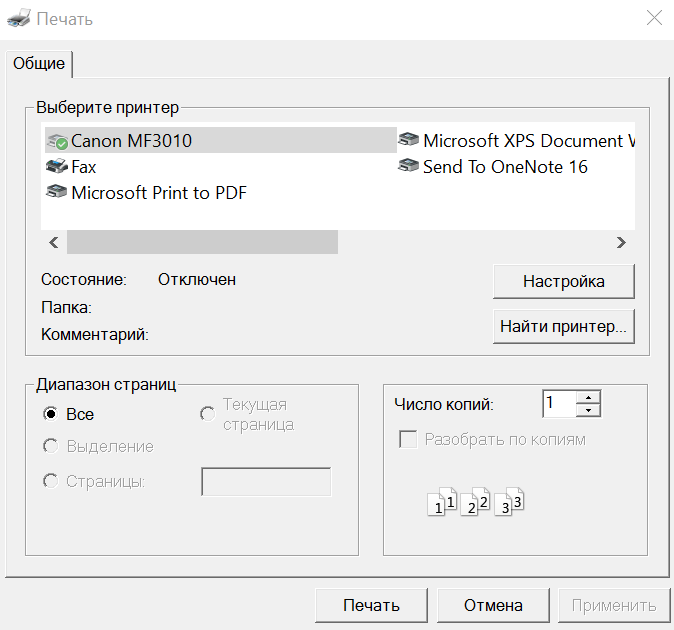 Печать
Общие
Выберите принтер
Canon MF3010
Microsoft XPS Document W
Fax
Send To OneNote 16
Microsoft Print to PDF
Состояние: Отключен
Настройка
Папка:
Комментарий:
Найти принтер...
Диапазон страниц
Все
Текущая
страница
Выделение
Страницы:
Число копий: 1
Разобрать по копиям
1 1 2 2 3 3
Печать
Отмена
Применить